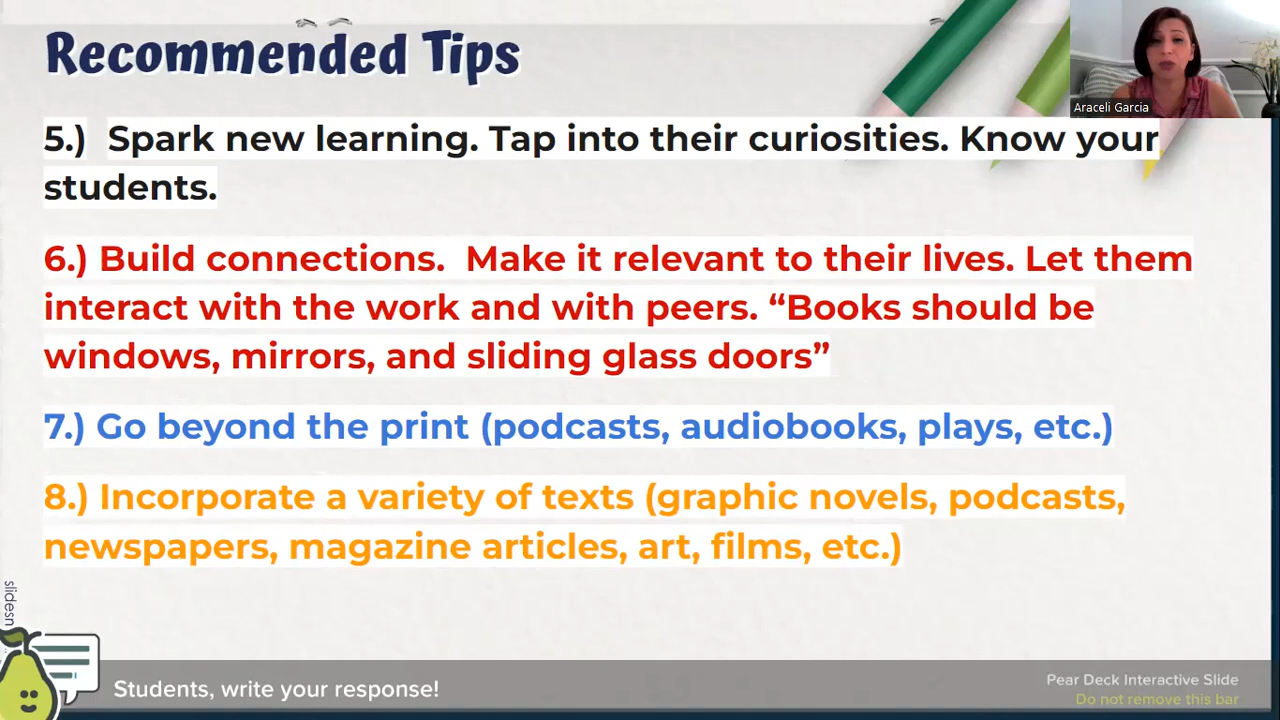 Recommended Tips
Araceli Garcia
5.) Spark new learning. Tap into their curiosities. Know your
students.
6.) Build connections. Make it relevant to their lives. Let them
interact with the work and with peers. “Books should be
windows, mirrors, and sliding glass doors”
7.) Go beyond the print (podcasts, audiobooks, plays, etc.)
8.) Incorporate a variety of texts (graphic novels, podcasts,
newspapers, magazine articles, art, films, etc.)
slidesn
Students, write your response!
Pear Deck Interactive Slide
Do not remove this bar